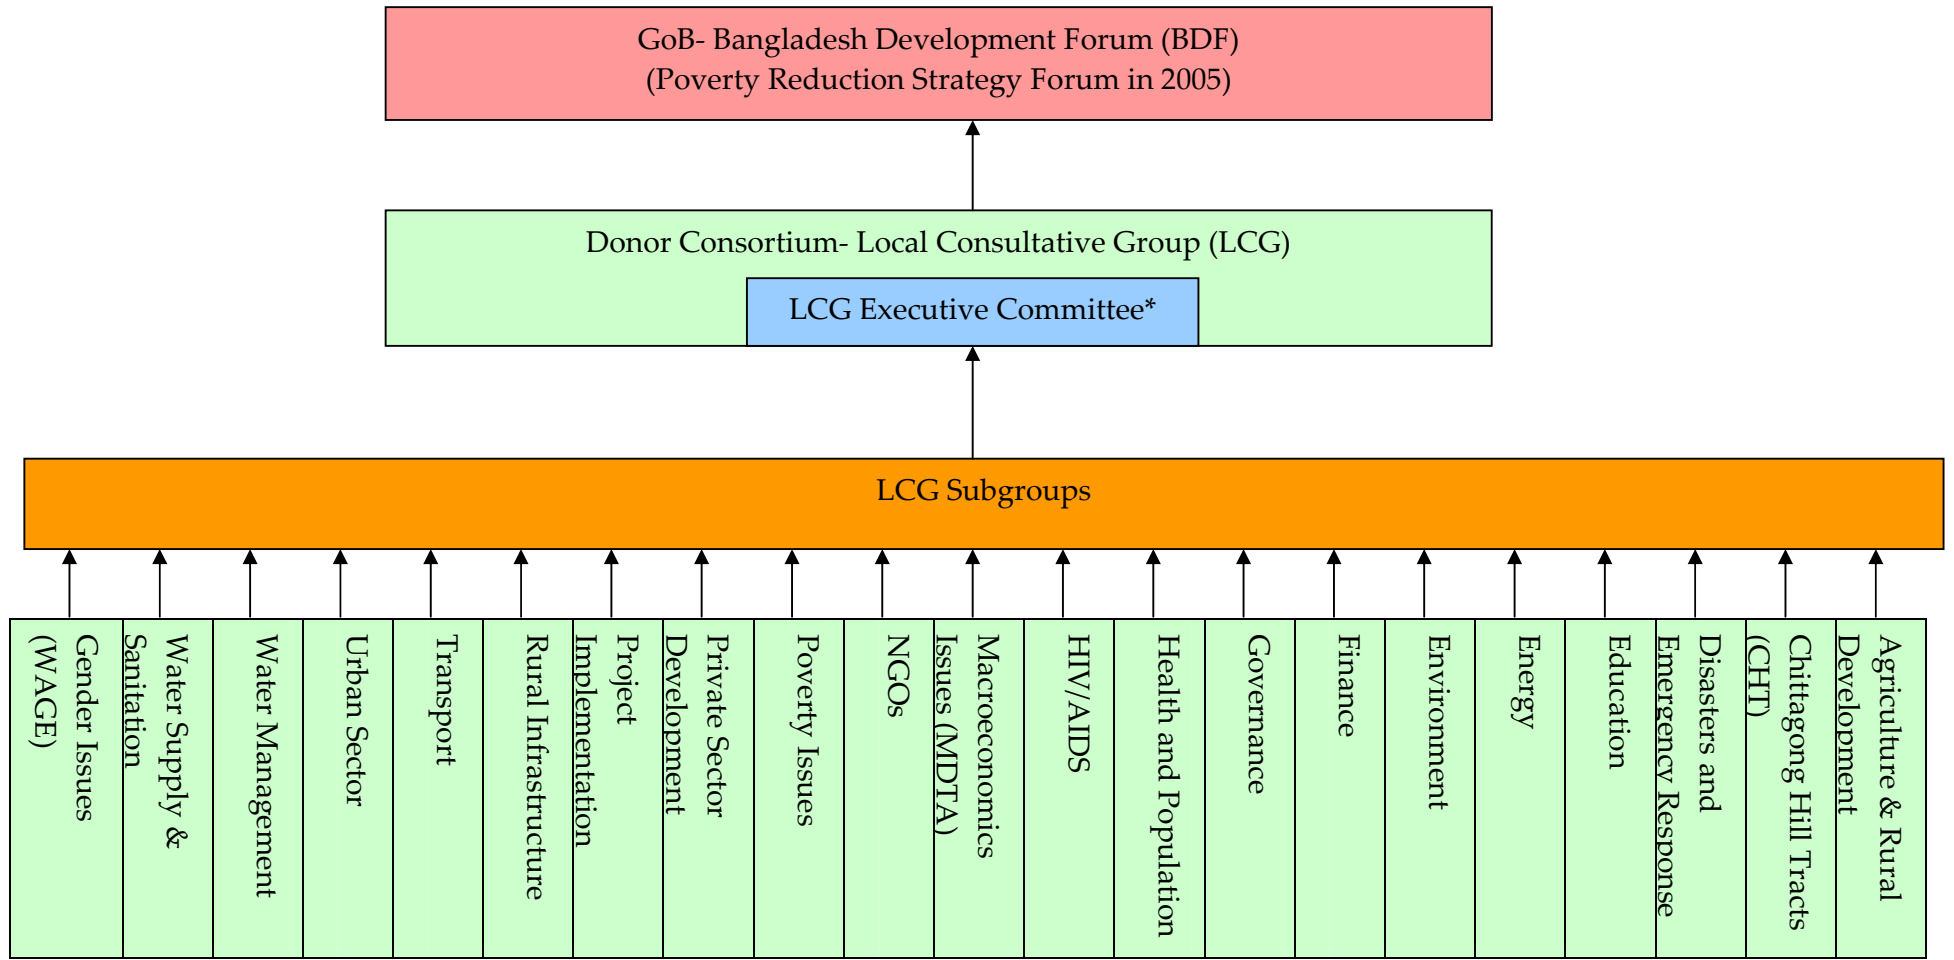 GoB- Bangladesh Development Forum (BDF)
(Poverty Reduction Strategy Forum in 2005)
Donor Consortium- Local Consultative Group (LCG)
LCG Executive Committee*
LCG Subgroups
Gender Issues
(WAGE)
Water Supply &
Sanitation
Water Management
Urban Sector
Transport
Rural Infrastructure
Project
Implementation
Private Sector
Development
Poverty Issues
NGOs
Macroeconomics
Issues (MDTA)
HIV/AIDS
Health and Population
Governance
Finance
Environment
Energy
Education
Disasters and
Emergency Response
Chittagong Hill Tracts
(CHT)
Agriculture & Rural
Development